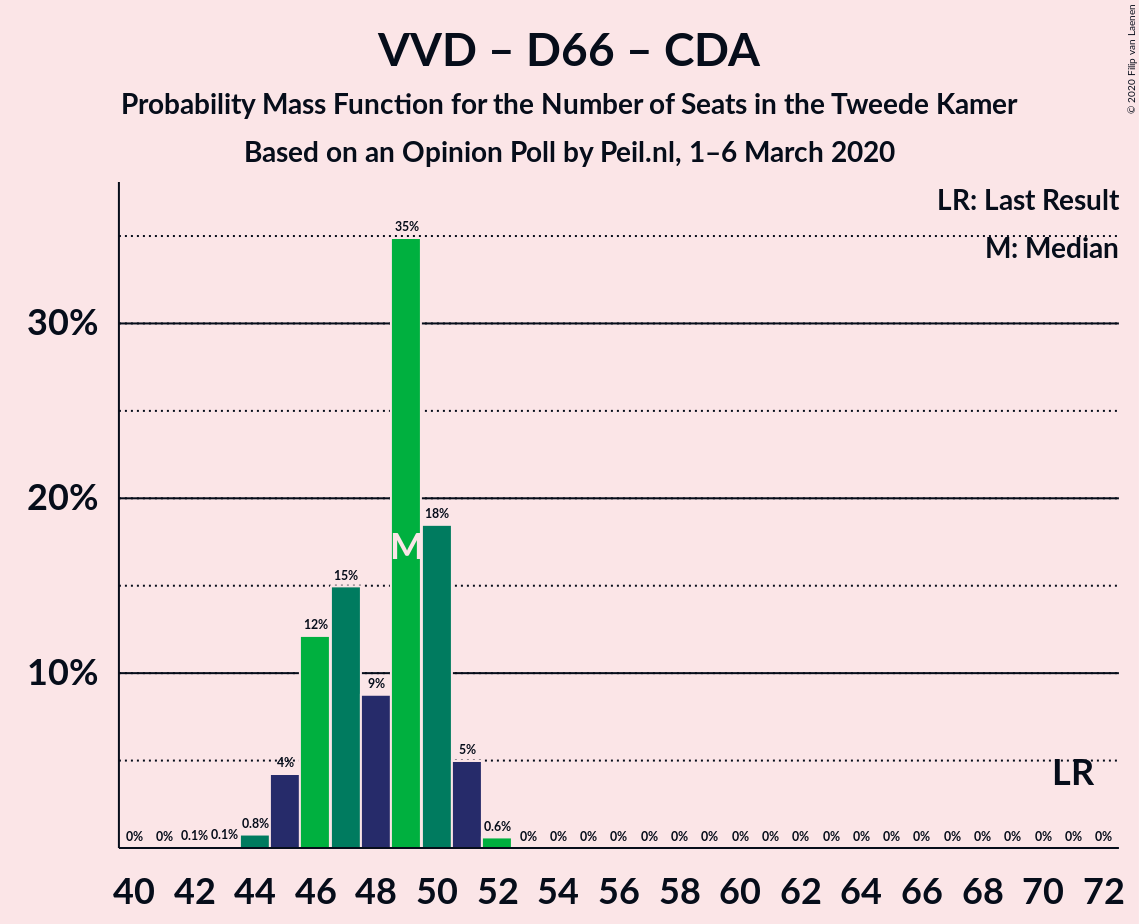 VVD – D66 – CDA
Probability Mass Function for the Number of Seats in the Tweede Kamer
Based on an Opinion Poll by Peil.nl, 1–6 March 2020
© 2020 Filip van Laenen
LR: Last Result
M: Median
35%
30%
20%
18%
M
15%
12%
10%
9%
5%
4%
LR
0% 0% 0.1% 0.1% 0.8% 0.6% 0% 0% 0% 0% 0% 0% 0% 0% 0% 0% 0% 0% 0% 0% 0% 0% 0% 0% 0% 0%
40 42 44 46 48 50 52 54 56 58 60 62 64 66 68 70 72